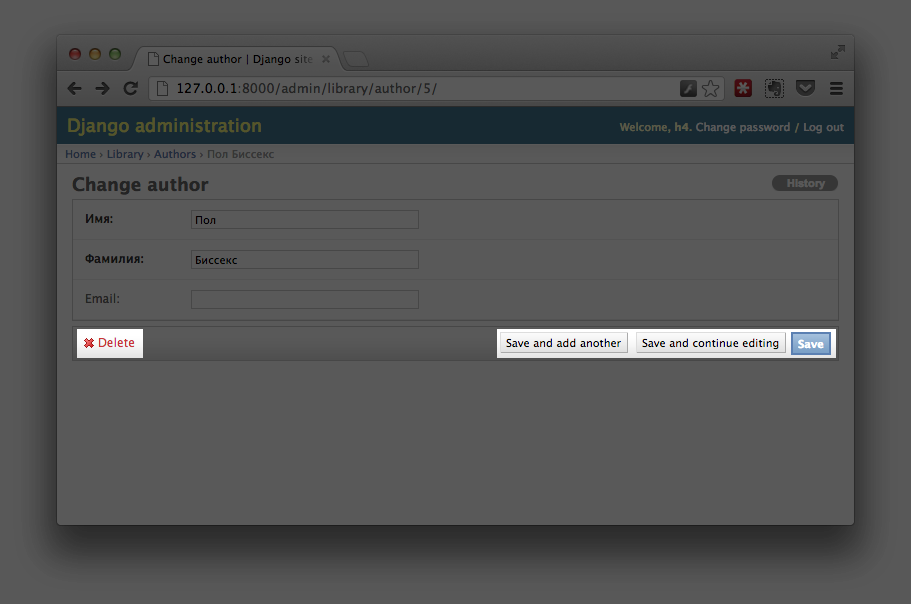 Change author | Django site
127.0.0.1:8000/admin/library/author/5/
Django administration
Welcome, h4. Change password / Log out
Home › Library › Authors › Пол Биссекс
Change author
History
Имя:
Пол
Фамилия:
Биссекс
Email:
Delete
Save and add another
Save and continue editing
Save